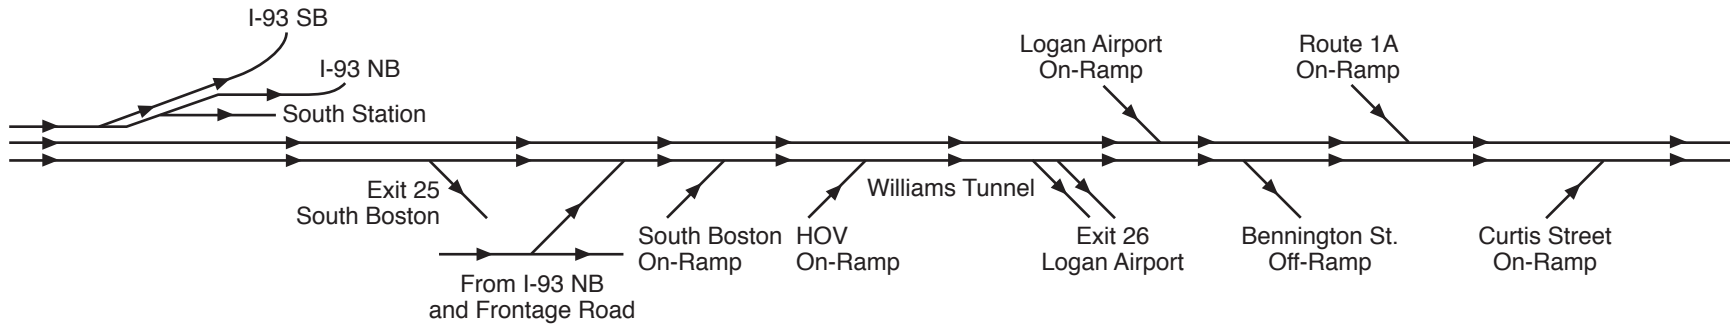 I-93 SB
I-93 NB
South Station
Logan Airport
On-Ramp
Route 1A
On-Ramp
Exit 25
South Boston
From I-93 NB
and Frontage Road
South Boston
On-Ramp
HOV
On-Ramp
Williams Tunnel
Exit 26
Logan Airport
Bennington St.
Off-Ramp
Curtis Street
On-Ramp